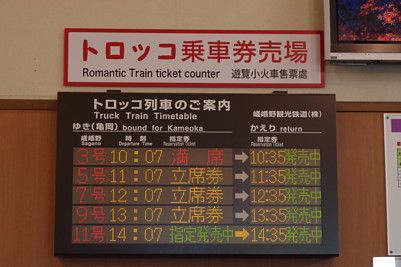 トロッコ乗車券売場
Romantic Train ticket counter 遊覽小火車售票處
トロッコ列車のご案内
Truck Train Timetable 嵯峨野観光鉄道(株)
ゆき(亀岡) bound for Kameoka かえり return
嵯峨野 時刻 指定券 指定券
Sagano Departure Time Reservation Ticket Reservation Ticket
3号 10:07 満席 ➡10:35発売中
5号 11:07 立席券 ➡11:35発売中
7号 12:07 立席券 ➡12:35発売中
9号 13:07 立席券 ➡13:35発売中
11号 14:07 指定発売中 ➡14:35発売中